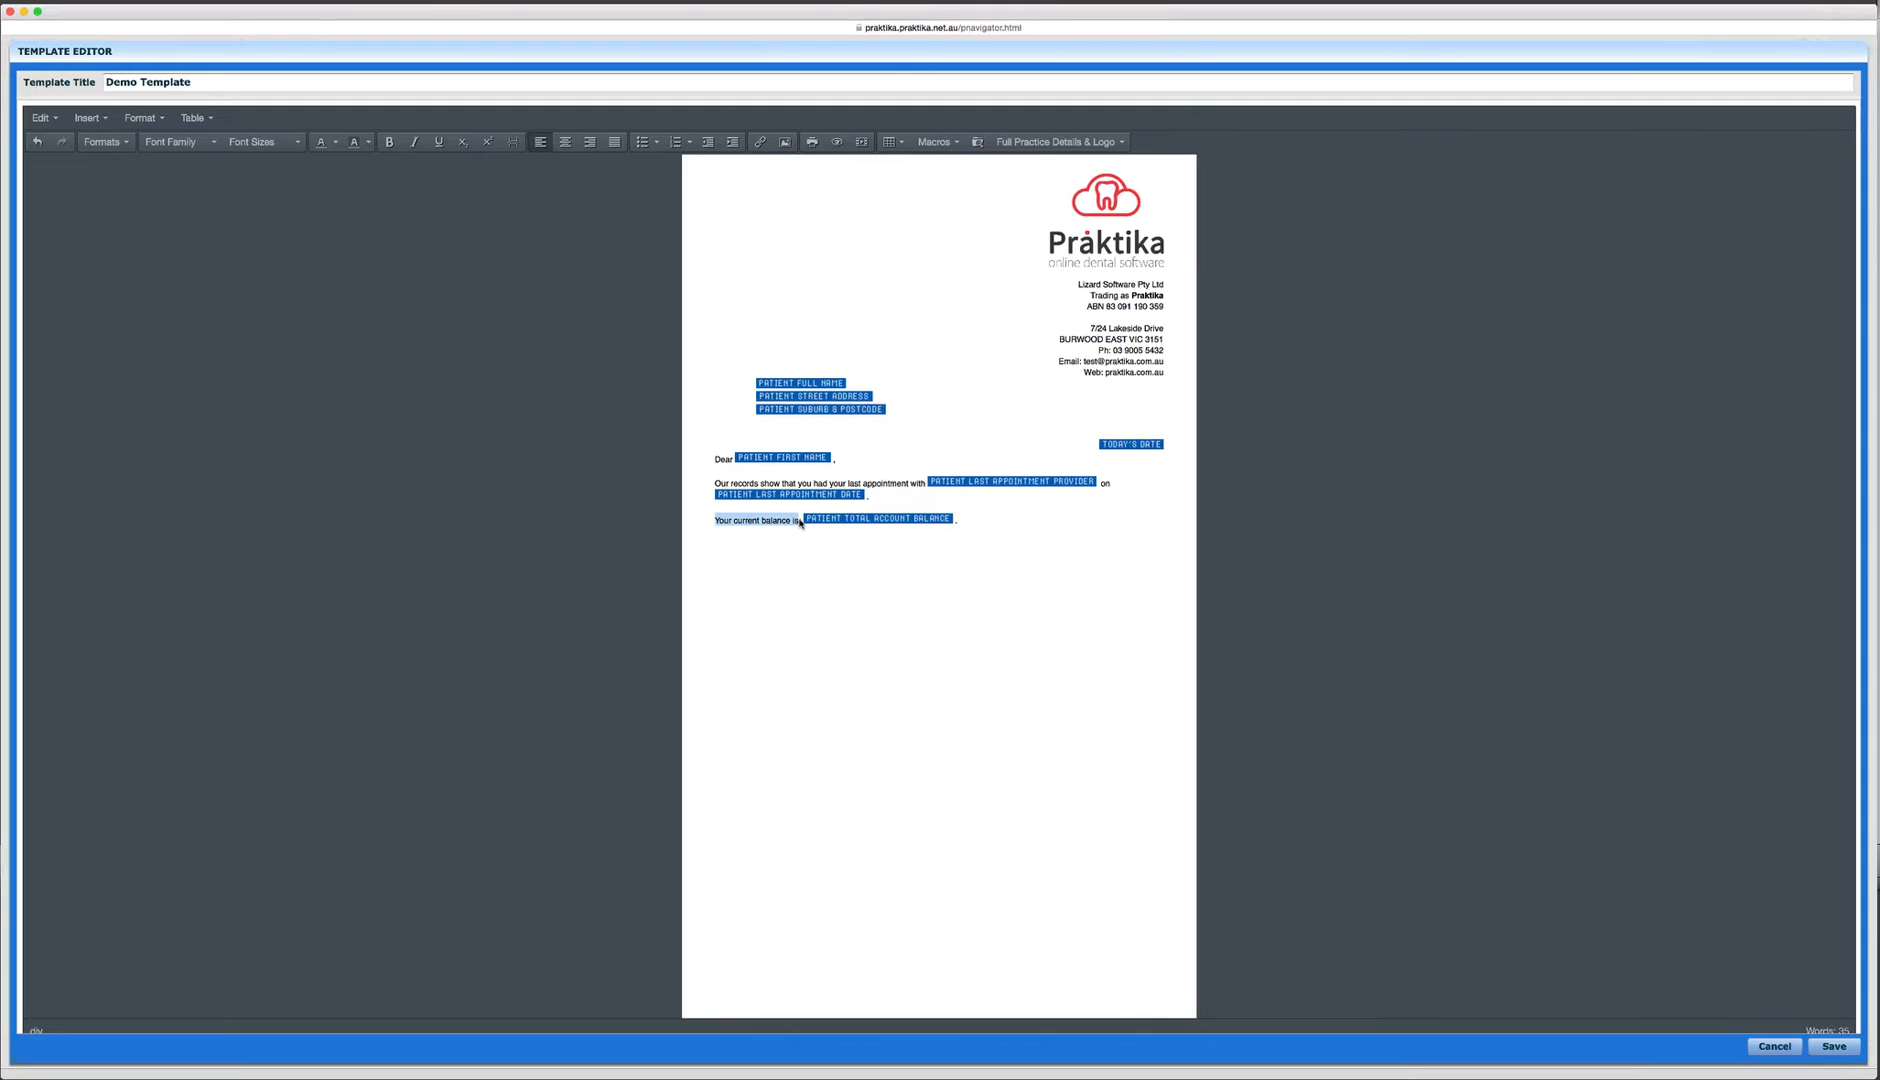 praktika.praktika.net.au/pnavigator.html
TEMPLATE EDITOR
Template Title Demo Template
Edit Insert Format Table
Formats Font Family Font Sizes A A B I U X₂ X² Macros Full Practice Details & Logo
Praktika
online dental software
Lizard Software Pty Ltd
Trading as Praktika
ABN 83 091 190 359
7/24 Lakeside Drive
BURWOOD EAST VIC 3151
Ph: 03 9005 5432
Email: test@praktika.com.au
Web: praktika.com.au
PATIENT FULL NAME
PATIENT STREET ADDRESS
PATIENT SUBURB & POSTCODE
TODAY'S DATE
Dear PATIENT FIRST NAME ,
Our records show that you had your last appointment with PATIENT LAST APPOINTMENT PROVIDER on
PATIENT LAST APPOINTMENT DATE .
Your current balance is PATIENT TOTAL ACCOUNT BALANCE .
div
Words: 35
Cancel Save